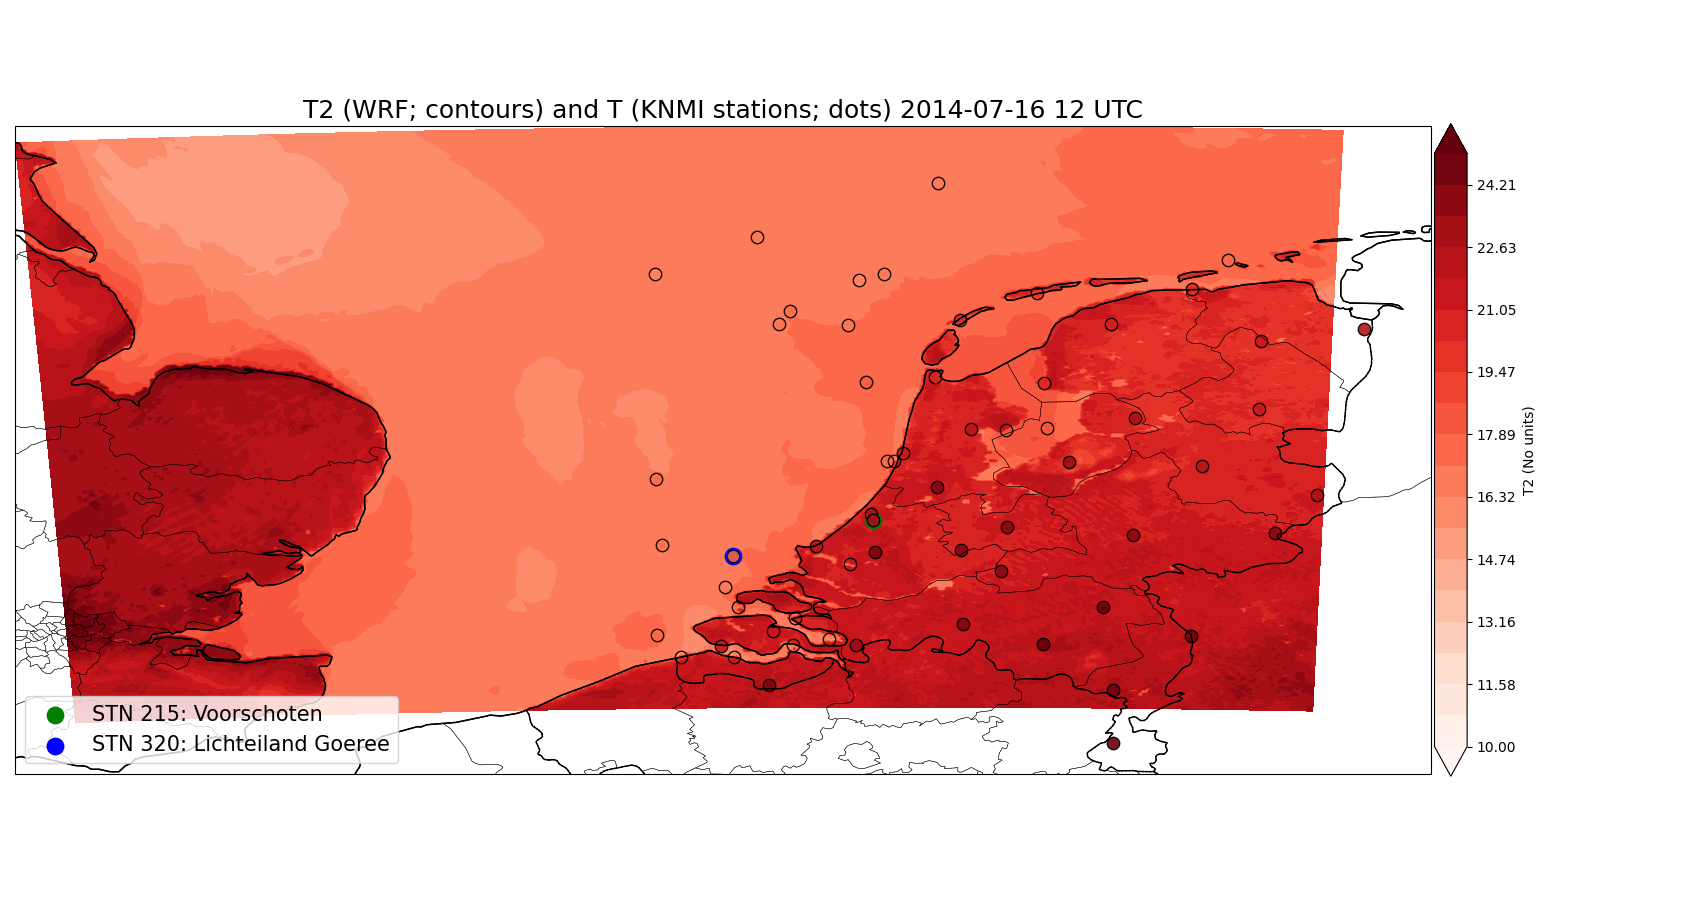 T2 (WRF; contours) and T (KNMI stations; dots) 2014-07-16 12 UTC
24.21
22.63
21.05
19.47
17.89
16.32
14.74
13.16
11.58
10.00
T2 (No units)
STN 215: Voorschoten
STN 320: Lichteiland Goeree